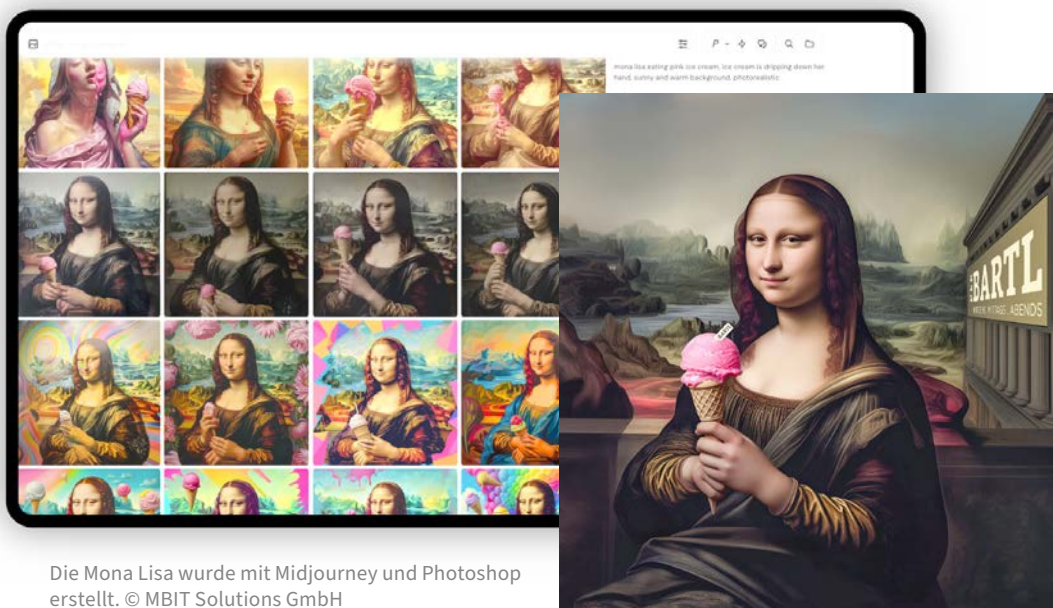 mona lisa eating pink ice cream, ice cream is dripping down her
hand, sunny and warm background, photorealistic
BARTL
ABENDS
Die Mona Lisa wurde mit Midjourney und Photoshop
erstellt. © MBIT Solutions GmbH